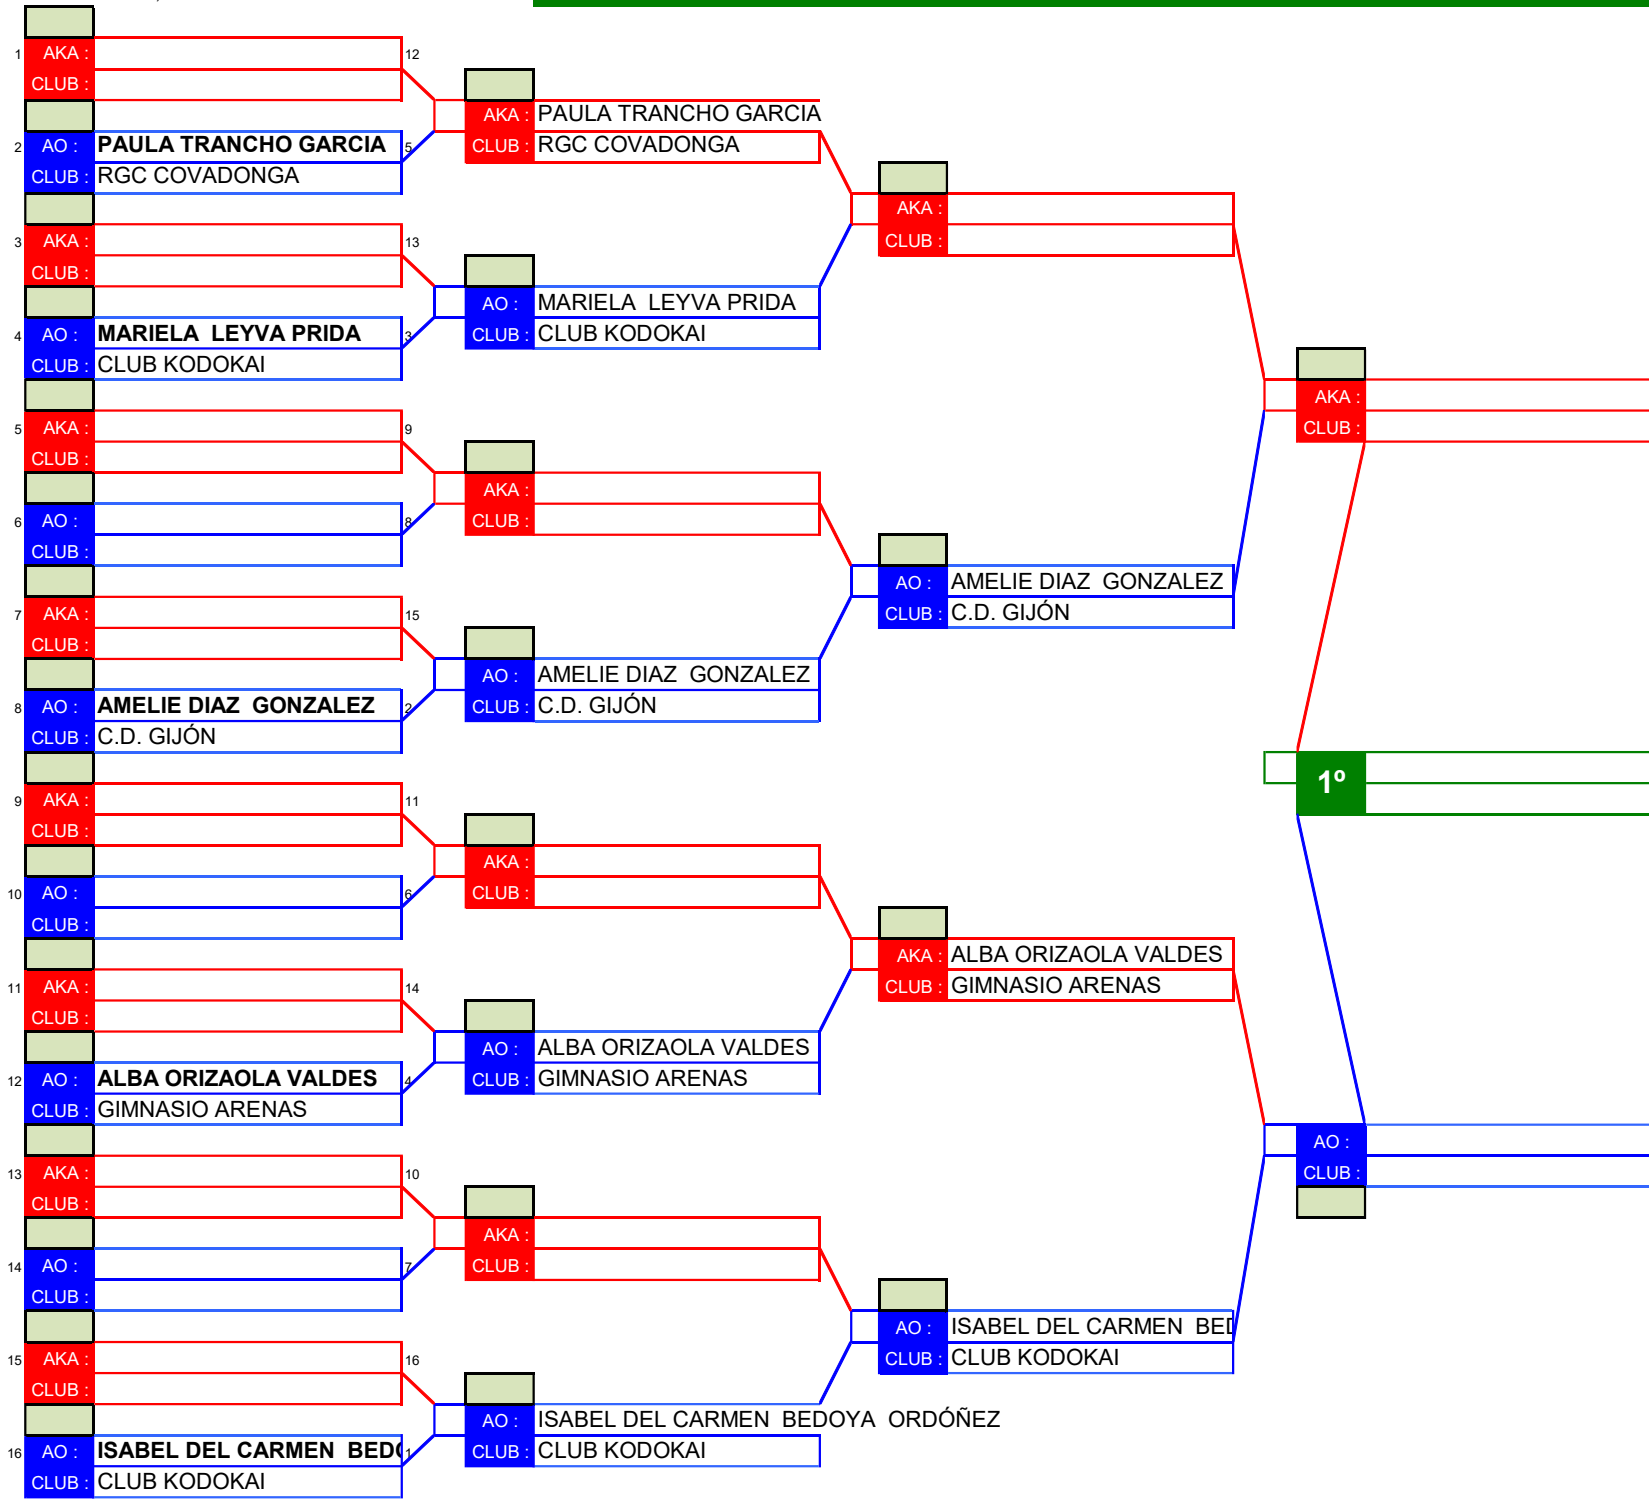 1 AKA : 12
CLUB :
2 AO : PAULA TRANCHO GARCIA 5
CLUB : RGC COVADONGA
3 AKA : 13
CLUB :
4 AO : MARIELA LEYVA PRIDA 3
CLUB : CLUB KODOKAI
5 AKA : 9
CLUB :
6 AO : 8
CLUB :
7 AKA : 15
CLUB :
8 AO : AMELIE DIAZ GONZALEZ 2
CLUB : C.D. GIJÓN
9 AKA : 11
CLUB :
10 AO : 6
CLUB :
11 AKA : 14
CLUB :
12 AO : ALBA ORIZAOLA VALDES 4
CLUB : GIMNASIO ARENAS
13 AKA : 10
CLUB :
14 AO : 7
CLUB :
15 AKA : 16
CLUB :
16 AO : ISABEL DEL CARMEN BEDO 1
CLUB : CLUB KODOKAI
AKA : PAULA TRANCHO GARCIA
CLUB : RGC COVADONGA
AO : MARIELA LEYVA PRIDA
CLUB : CLUB KODOKAI
AKA :
CLUB :
AO : AMELIE DIAZ GONZALEZ
CLUB : C.D. GIJÓN
AKA :
CLUB :
AO : ALBA ORIZAOLA VALDES
CLUB : GIMNASIO ARENAS
AKA :
CLUB :
AO : ISABEL DEL CARMEN BEDOYA ORDÓÑEZ
CLUB : CLUB KODOKAI
AKA :
CLUB :
AO : AMELIE DIAZ GONZALEZ
CLUB : C.D. GIJÓN
AKA : ALBA ORIZAOLA VALDES
CLUB : GIMNASIO ARENAS
AO : ISABEL DEL CARMEN BED
CLUB : CLUB KODOKAI
AKA :
CLUB :
1º
AO :
CLUB :